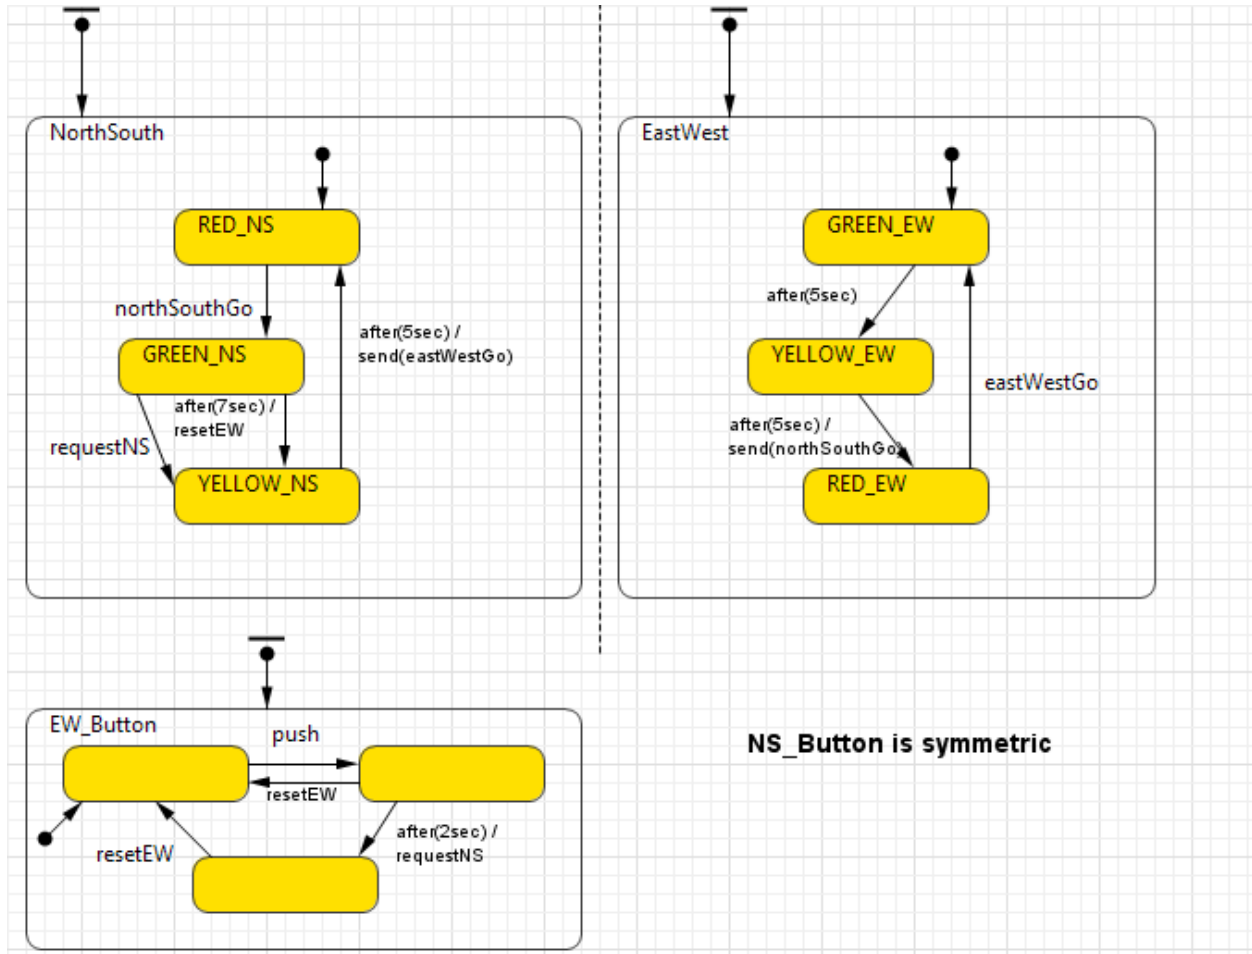 NorthSouth
RED_NS
northSouthGo
GREEN_NS
after(5sec) /
send(eastWestGo)
after(7sec) /
resetEW
requestNS
YELLOW_NS
EastWest
GREEN_EW
after(5sec)
YELLOW_EW
eastWestGo
after(5sec) /
send(northSouthGo)
RED_EW
EW_Button
push
resetEW
after(2sec) /
requestNS
resetEW
NS_Button is symmetric